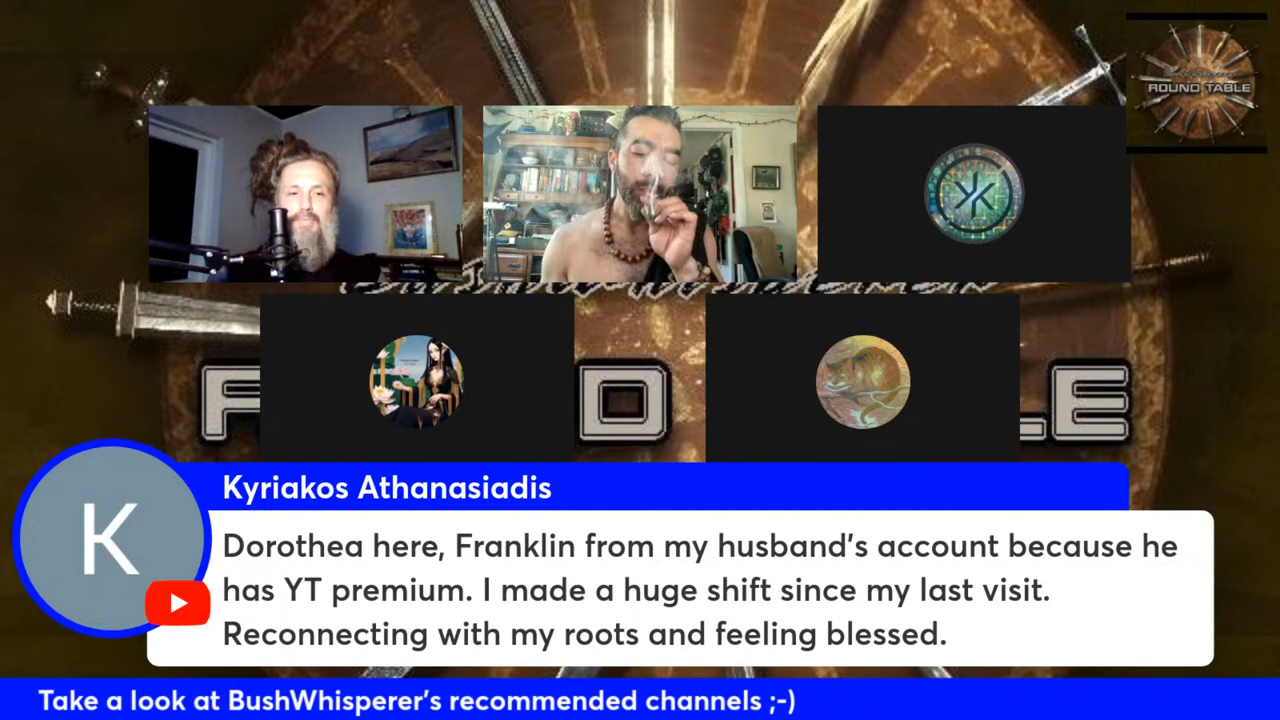 ROUND TABLE
K
Kyriakos Athanasiadis
Dorothea here, Franklin from my husband's account because he
has YT premium. I made a huge shift since my last visit.
Reconnecting with my roots and feeling blessed.
Take a look at BushWhisperer's recommended channels ;-)